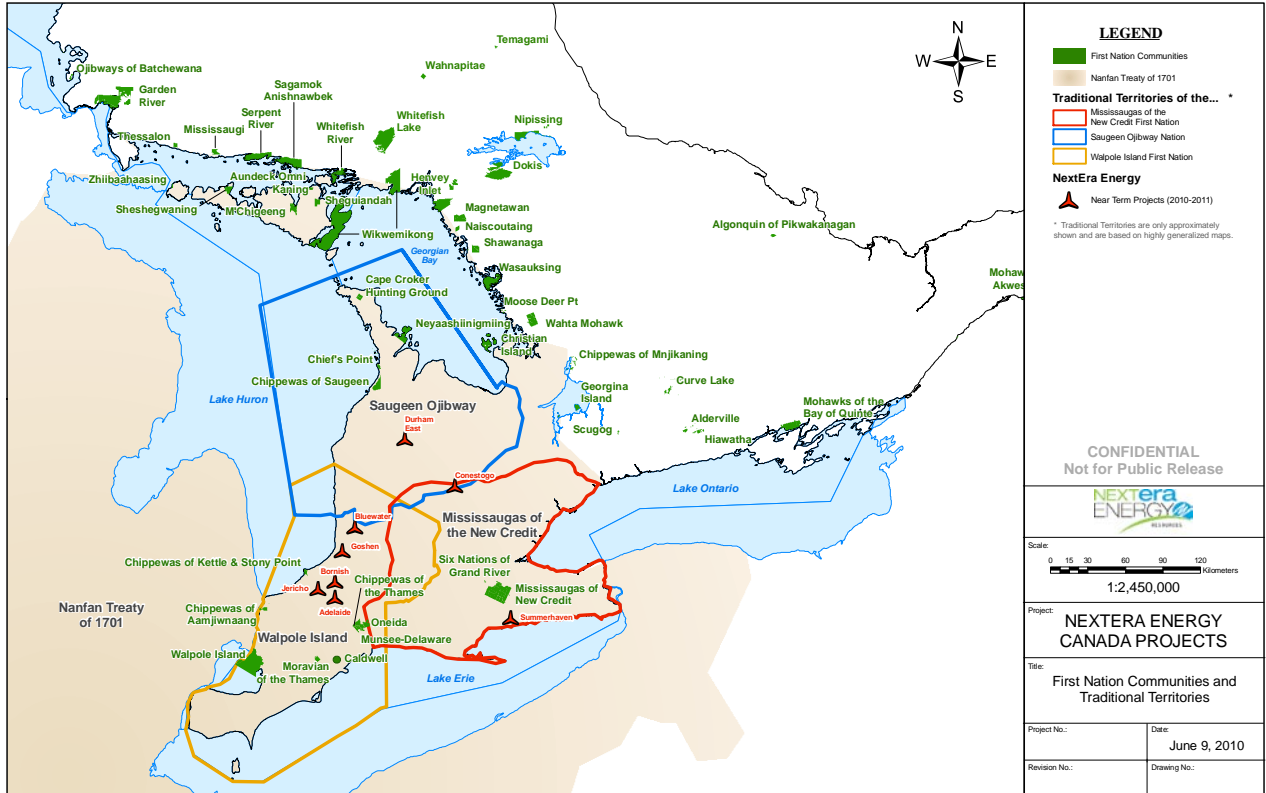 Temagami
Wahnapitae
Ojibways of Batchewana
Garden
River
Sagamok
Anishnawbek
Serpent
River
Mississaugi
Thessalon
Whitefish
River
Whitefish
Lake
Nipissing
Dokis
Zhiibaahaasing
Aundeck Omni
Kaning
Henvey
Inlet
Sheshegwaning
M'Chigeeng
Sheguiandah
Magnetawan
Naiscoutaing
Wikwemikong
Shawanaga
Algonquin of Pikwakanagan
Georgian
Bay
Wasauksing
Mohaw
Akwes
Cape Croker
Hunting Ground
Moose Deer Pt
Neyaashiinigmiing
Wahta Mohawk
Christian
Island
Chief's Point
Chippewas of Saugeen
Chippewas of Mnjikaning
Lake Huron
Saugeen Ojibway
Georgina
Island
Curve Lake
Durham
East
Mohawks of the
Bay of Quinte
Scugog
Alderville
Hiawatha
Conestogo
Lake Ontario
Bluewater
Mississaugas of
the New Credit
Goshen
Chippewas of Kettle & Stony Point
Six Nations of
Grand River
Bornish
Jericho
Chippewas of
the Thames
Mississaugas of
New Credit
Adelaide
Nanfan Treaty
of 1701
Chippewas of
Aamjiwnaang
Summerhaven
Oneida
Walpole Island
Munsee-Delaware
Walpole Island
Caldwell
Moravian
of the Thames
Lake Erie
N
W
E
S
LEGEND
First Nation Communities
Nanfan Treaty of 1701
Traditional Territories of the... *
Mississaugas of the
New Credit First Nation
Saugeen Ojibway Nation
Walpole Island First Nation
NextEra Energy
Near Term Projects (2010-2011)
* Traditional Territories are only approximately
shown and are based on highly generalized maps.
CONFIDENTIAL
Not for Public Release
NEXTera
ENERGY
RESOURCES
Scale:
0 15 30 60 90 120
Kilometers
1:2,450,000
Project:
NEXTERA ENERGY
CANADA PROJECTS
Title:
First Nation Communities and
Traditional Territories
Project No.:
Date:
June 9, 2010
Revision No.:
Drawing No.: